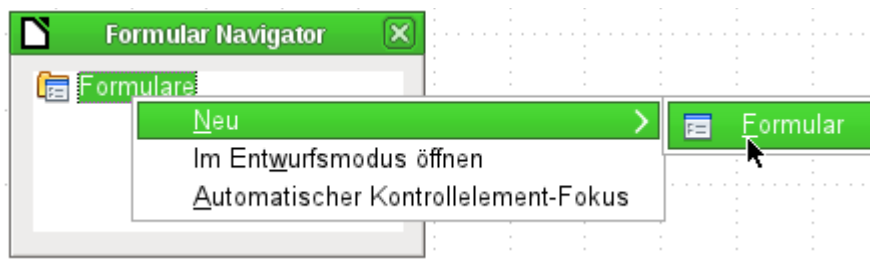 Formular Navigator
Formulare
Neu
Formular
Im Entwurfsmodus öffnen
Automatischer Kontrollelement-Fokus